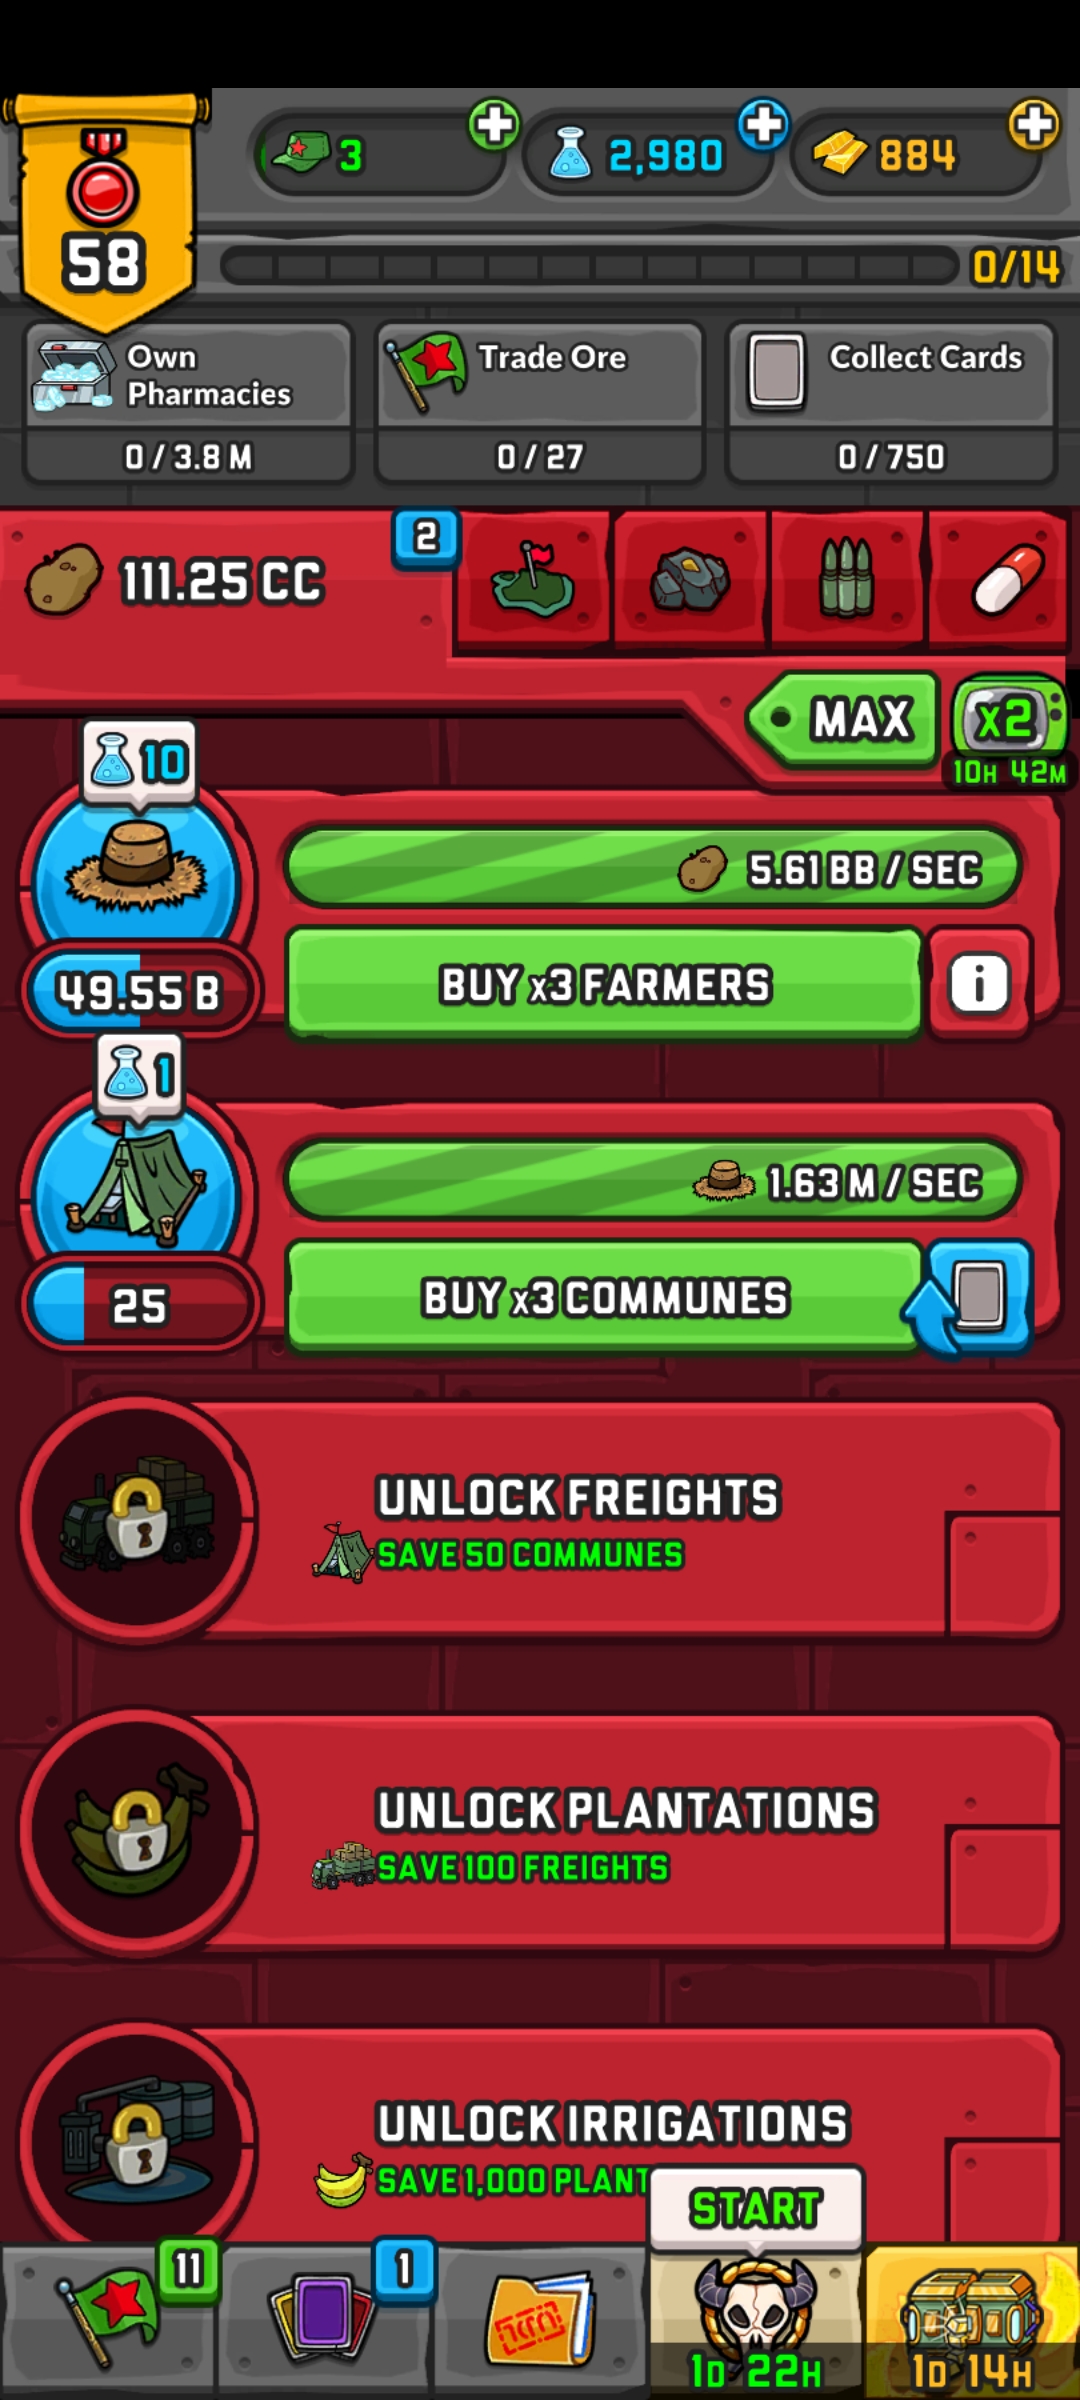 58
3
2,980
884
0/14
Own
Pharmacies
0 / 3.8 M
Trade Ore
0 / 27
Collect Cards
0 / 750
111.25 CC
2
MAX
x2
10H 42M
10
5.61 BB / SEC
49.55 B
BUY x3 FARMERS
i
1
1.63 M / SEC
25
BUY x3 COMMUNES
UNLOCK FREIGHTS
SAVE 50 COMMUNES
UNLOCK PLANTATIONS
SAVE 100 FREIGHTS
UNLOCK IRRIGATIONS
SAVE 1,000 PLANT
START
11
1
1D 22H
1D 14H